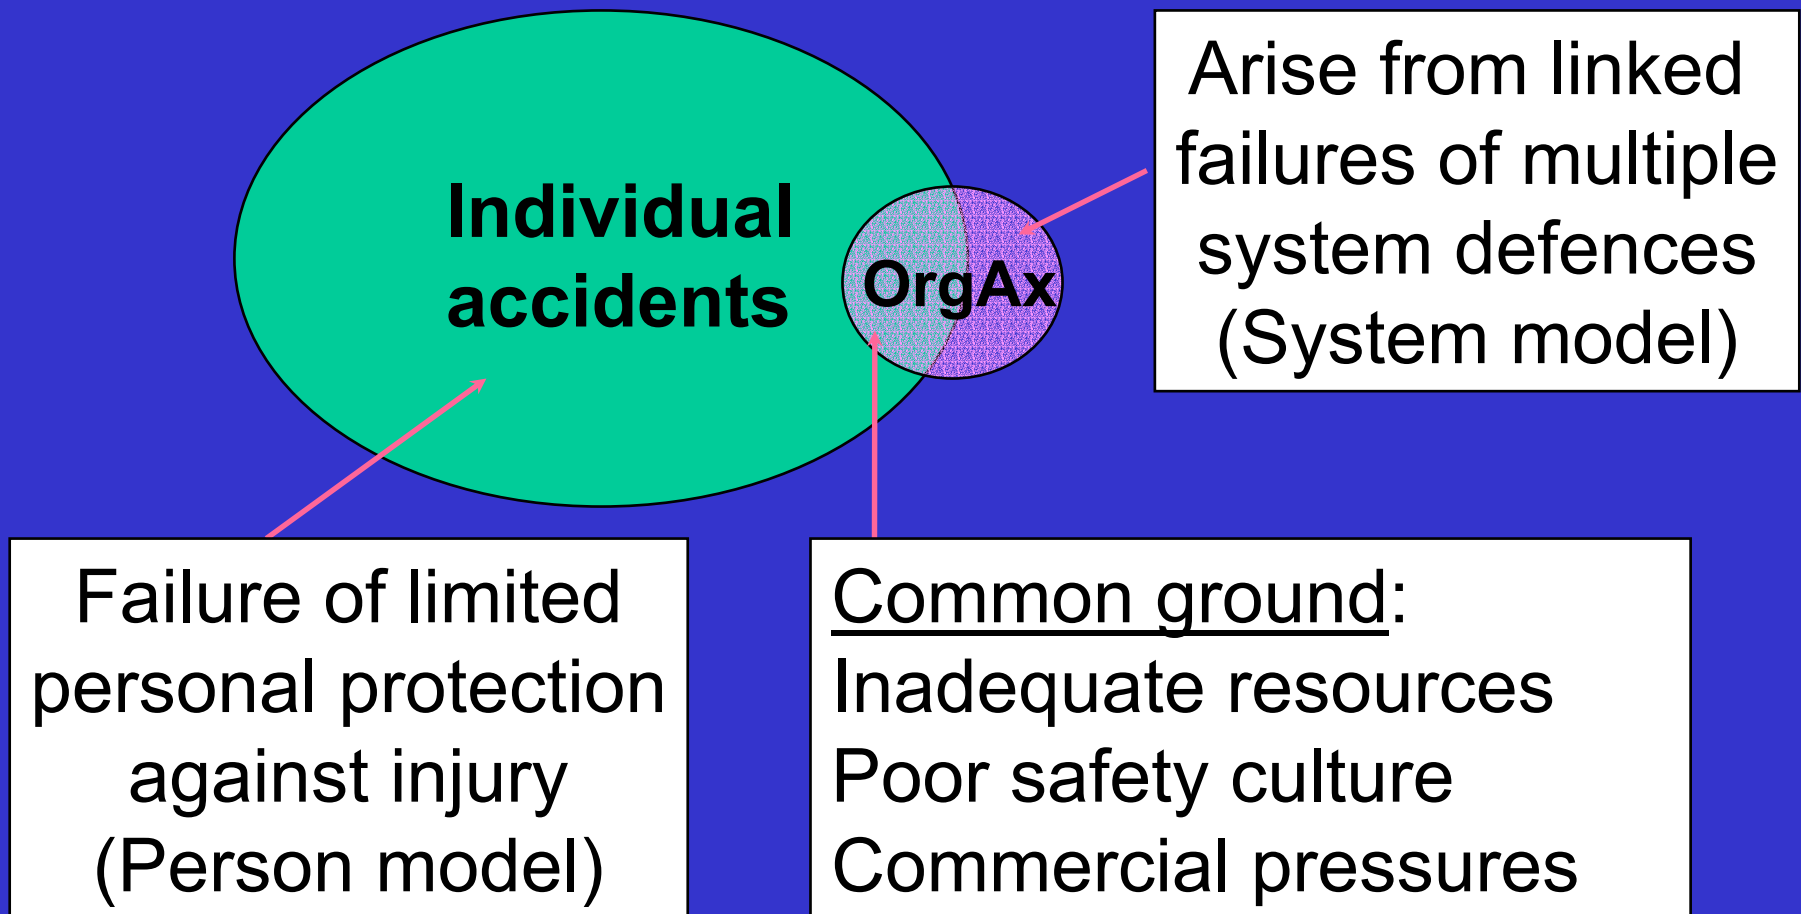 Individual
accidents
OrgAx
Arise from linked
failures of multiple
system defences
(System model)
Failure of limited
personal protection
against injury
(Person model)
Common ground:
Inadequate resources
Poor safety culture
Commercial pressures